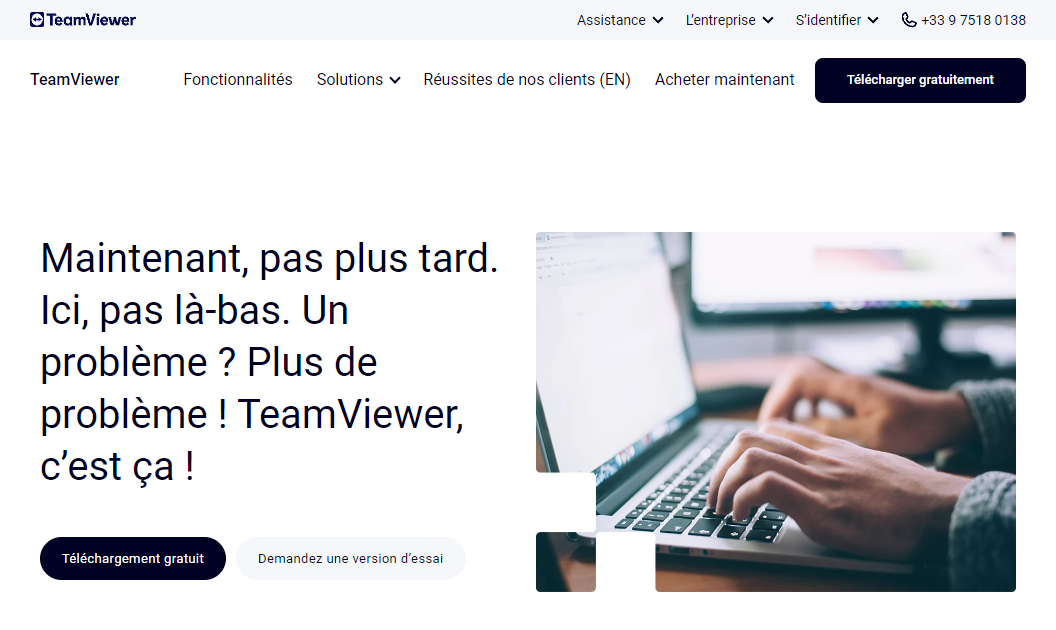 TeamViewer
Assistance
L'entreprise
S'identifier
+33 9 7518 0138
TeamViewer
Fonctionnalités
Solutions
Réussites de nos clients (EN)
Acheter maintenant
Télécharger gratuitement
Maintenant, pas plus tard.
Ici, pas là-bas. Un
problème ? Plus de
problème ! TeamViewer,
c’est ça !
Téléchargement gratuit
Demandez une version d’essai